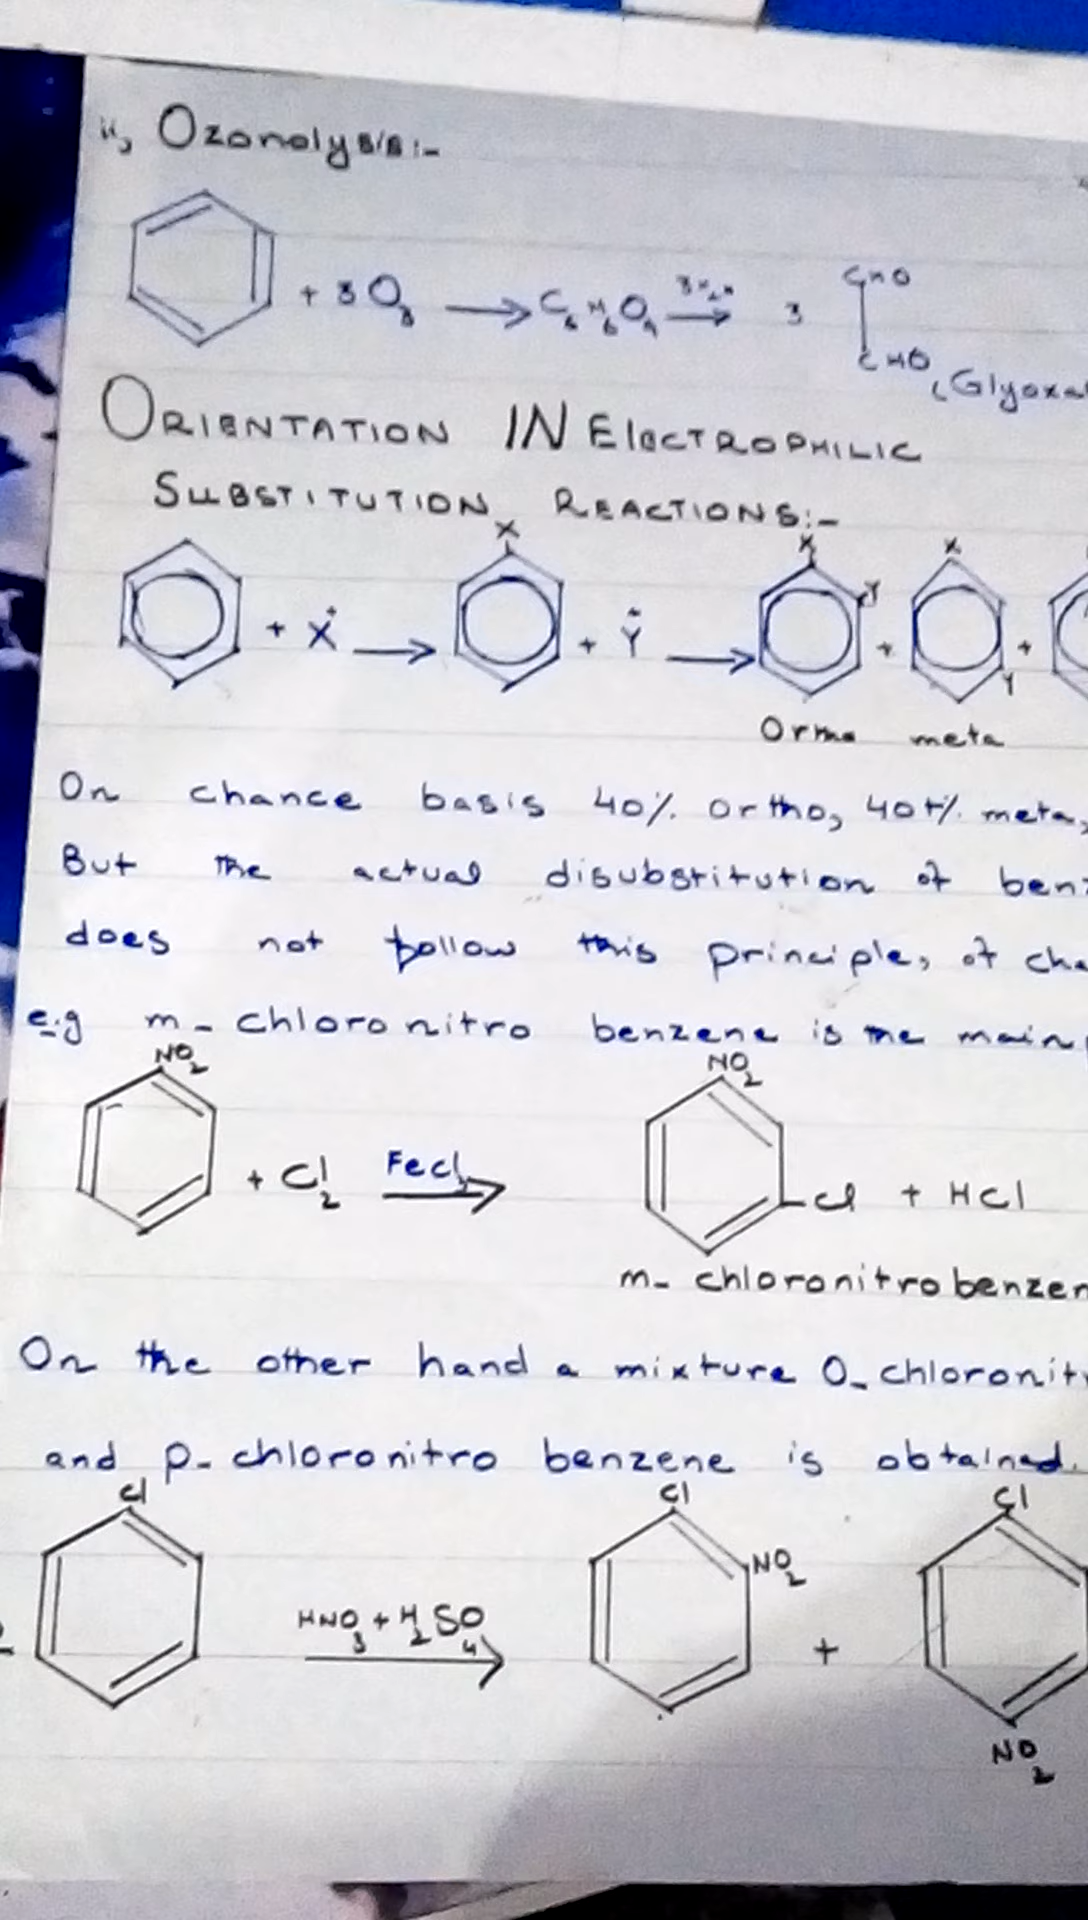 ii, Ozonolysis:-
+ 3O3 → C6H6O9 → 3 CHO
CHO
(Glyoxa
ORIENTATION IN ElECTROPHILIC
SUBSTITUTION REACTIONS:-
X X Y X
+ X+ → + Y+ → + Y +
Ortho meta
On chance basis 40% ortho, 40% meta,
But the actual disubstitution of benz
does not follow this principle, of cha
e.g m- chloronitro benzene is the main
NO2 NO2
+ Cl2 FeCl3 → Cl + HCl
m- chloronitrobenzen
On the other hand a mixture O- chloronit
and p- chloronitro benzene is obtained.
Cl Cl Cl
HNO3 + H2SO4 → NO2 +
NO2